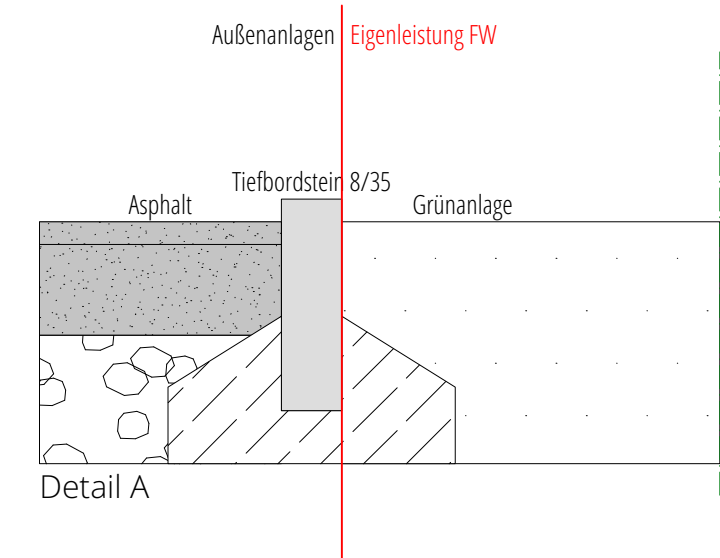 Außenanlagen Eigenleistung FW
Tiefbordstein 8/35
Asphalt Grünanlage
Detail A